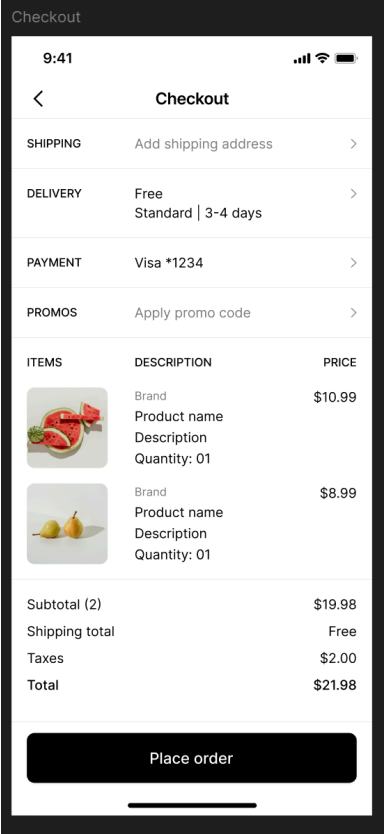 Checkout
9:41
Checkout
SHIPPING Add shipping address
DELIVERY Free
Standard | 3-4 days
PAYMENT Visa *1234
PROMOS Apply promo code
ITEMS DESCRIPTION PRICE
Brand $10.99
Product name
Description
Quantity: 01
Brand $8.99
Product name
Description
Quantity: 01
Subtotal (2) $19.98
Shipping total Free
Taxes $2.00
Total $21.98
Place order